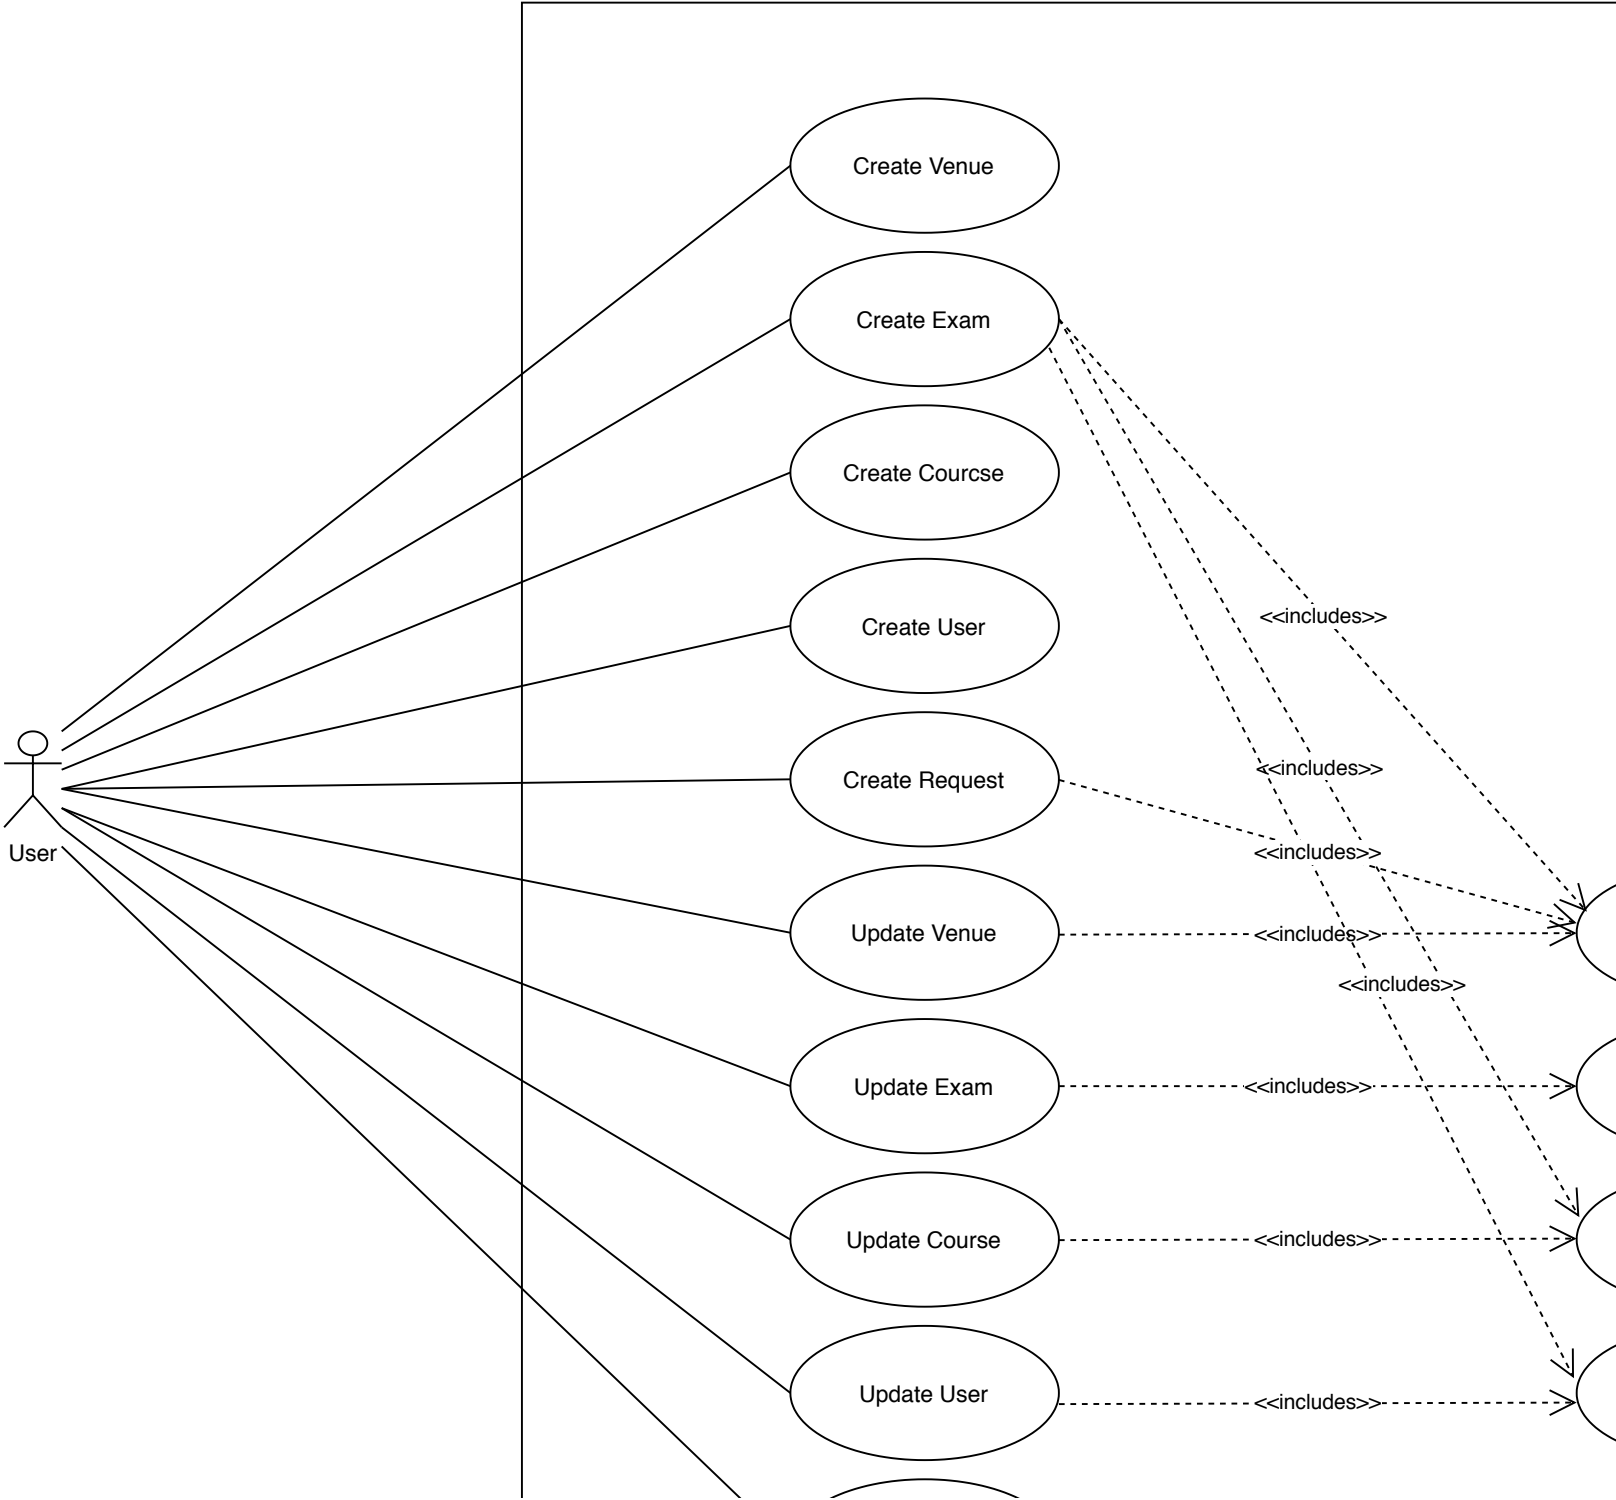 Create Venue
Create Exam
Create Courcse
Create User
<<includes>>
Create Request
<<includes>>
User
<<includes>>
Update Venue
<<includes>>
<<includes>>
Update Exam
<<includes>>
Update Course
<<includes>>
Update User
<<includes>>